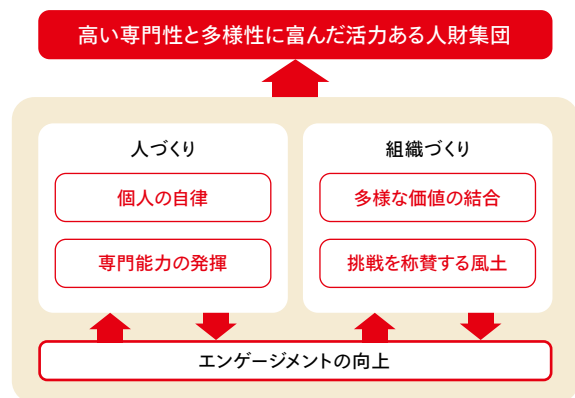 高い専門性と多様性に富んだ活力ある人財集団
人づくり
個人の自律
専門能力の発揮
組織づくり
多様な価値の結合
挑戦を称賛する風土
エンゲージメントの向上